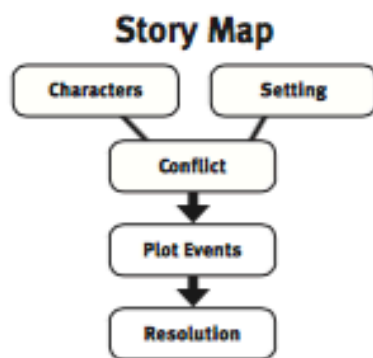 Story Map
Characters
Setting
Conflict
Plot Events
Resolution